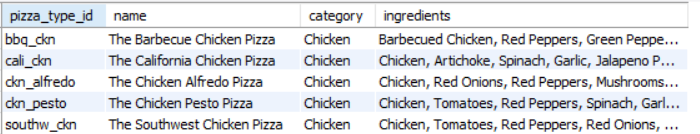 pizza_type_id name category ingredients
bbq_ckn The Barbecue Chicken Pizza Chicken Barbecued Chicken, Red Peppers, Green Peppe...
cali_ckn The California Chicken Pizza Chicken Chicken, Artichoke, Spinach, Garlic, Jalapeno P...
ckn_alfredo The Chicken Alfredo Pizza Chicken Chicken, Red Onions, Red Peppers, Mushrooms...
ckn_pesto The Chicken Pesto Pizza Chicken Chicken, Tomatoes, Red Peppers, Spinach, Garl...
southw_ckn The Southwest Chicken Pizza Chicken Chicken, Tomatoes, Red Peppers, Red Onions, ...